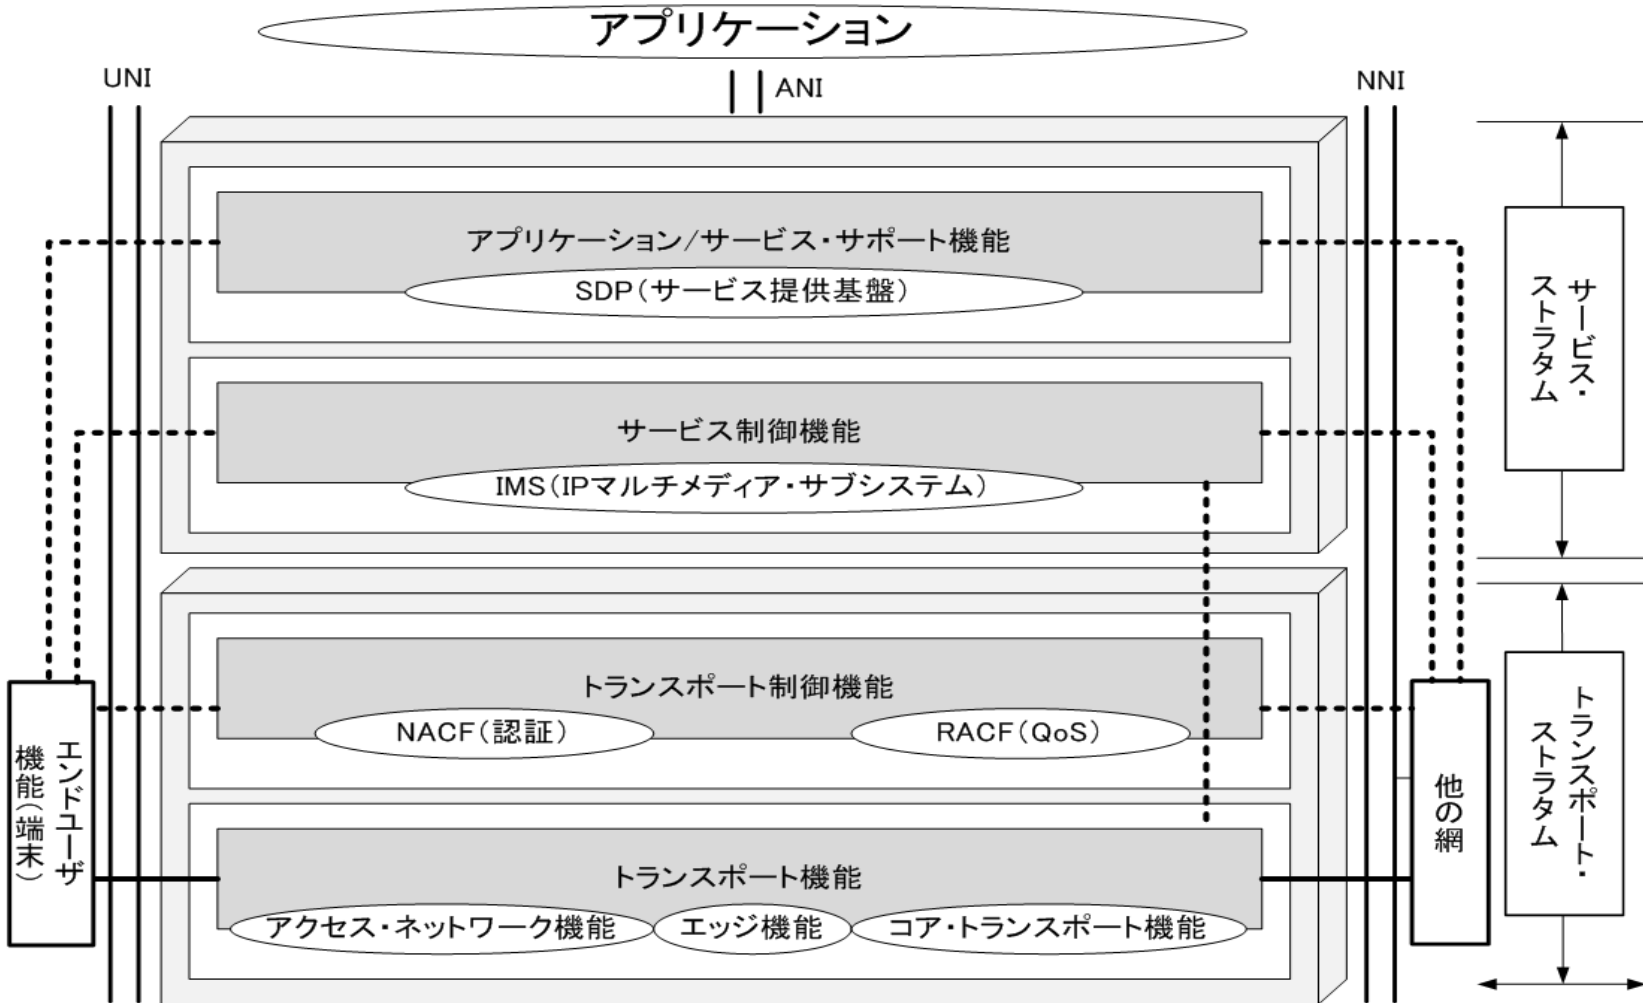 アプリケーション
UNI
ANI
NNI
アプリケーション/サービス・サポート機能
SDP(サービス提供基盤)
サービス制御機能
IMS(IPマルチメディア・サブシステム)
サービス・
ストラタム
トランスポート制御機能
NACF(認証)
RACF(QoS)
エンドユーザ
機能(端末)
他の網
トランスポート・
ストラタム
トランスポート機能
アクセス・ネットワーク機能
エッジ機能
コア・トランスポート機能